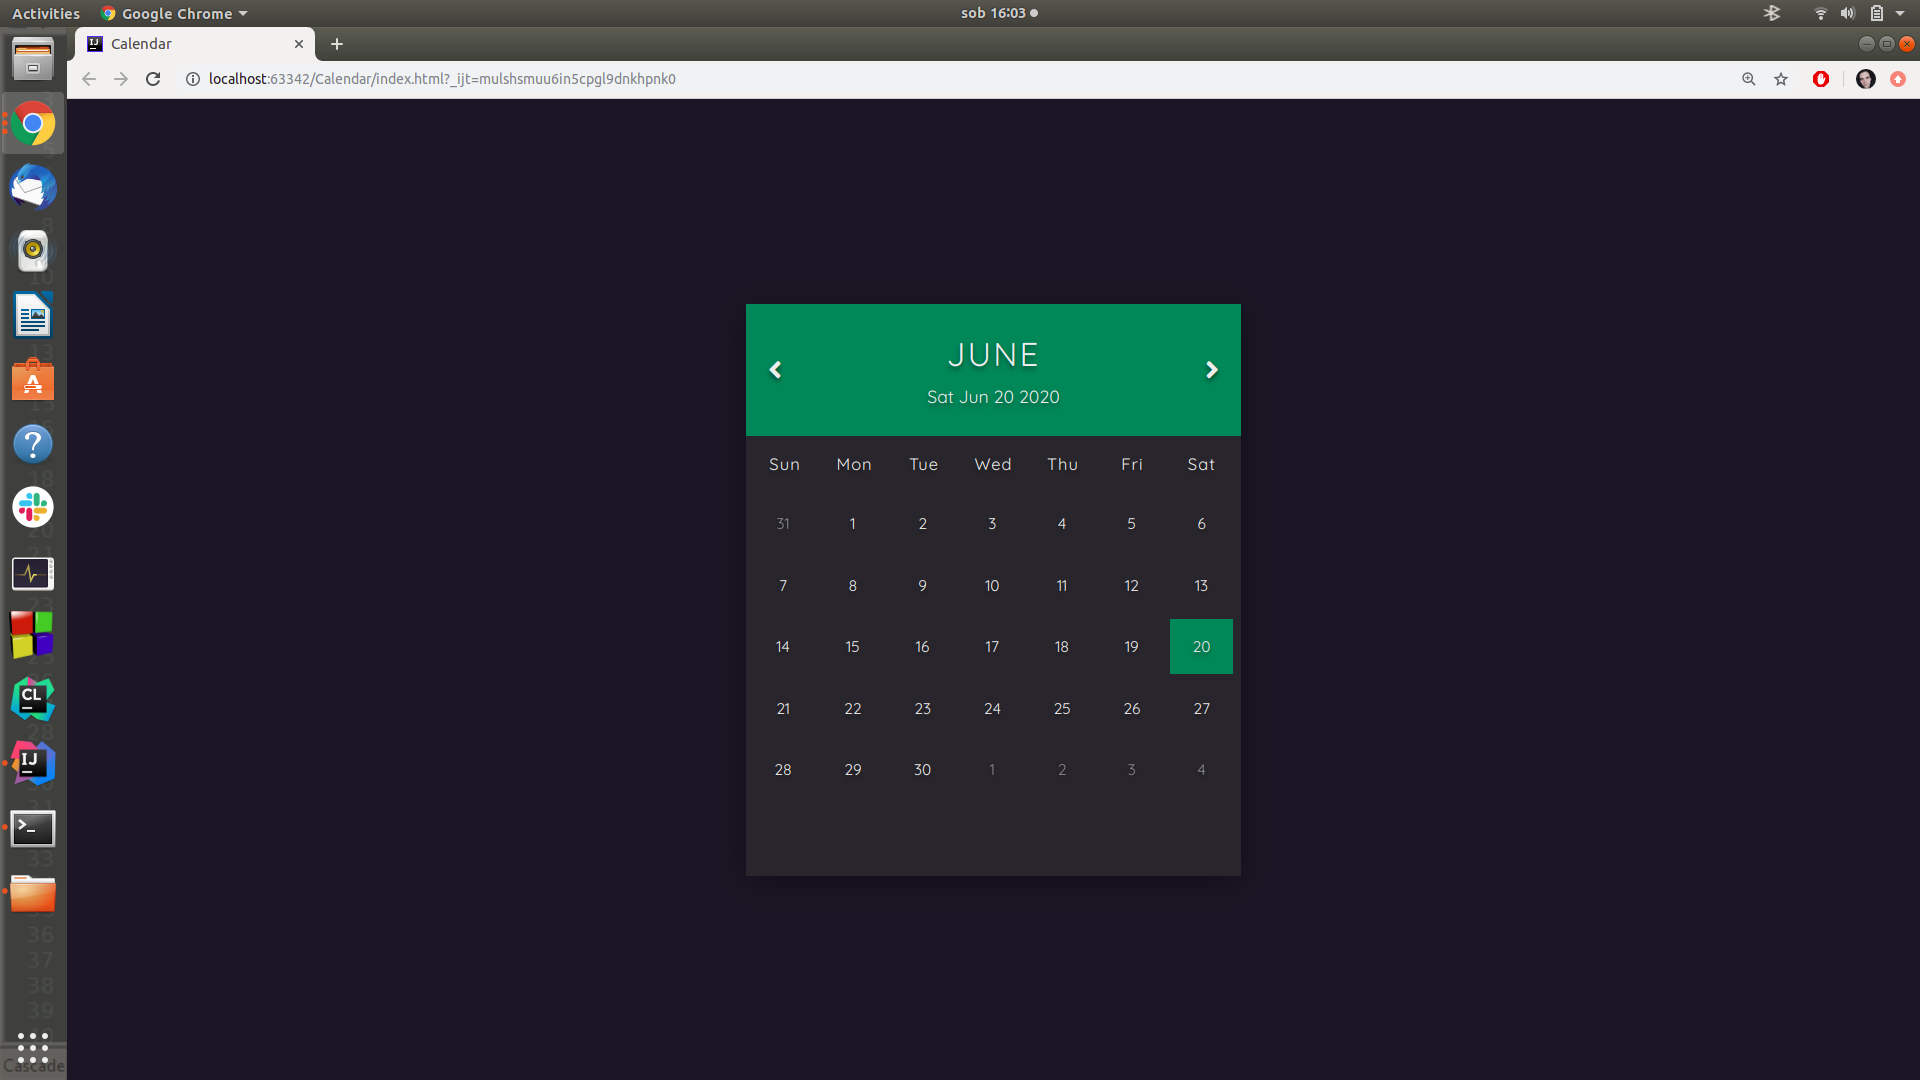 Activities
Google Chrome
sob 16:03
Calendar
localhost:63342/Calendar/index.html?_ijt=mulshsmuu6in5cpgl9dnkhpnk0
JUNE
Sat Jun 20 2020
Sun Mon Tue Wed Thu Fri Sat
31 1 2 3 4 5 6
7 8 9 10 11 12 13
14 15 16 17 18 19 20
21 22 23 24 25 26 27
28 29 30 1 2 3 4
CL
IJ
33
36
37
38
39
Cascade